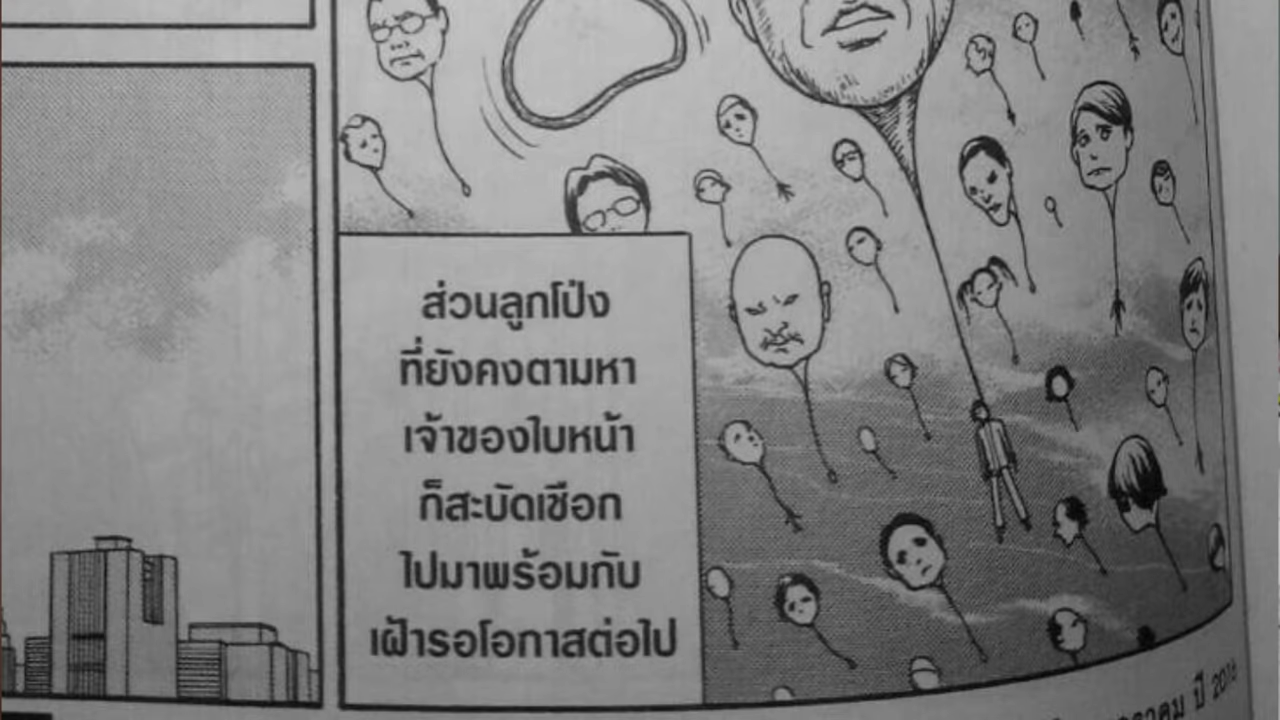 ส่วนลูกโป่ง
ที่ยังคงตามหา
เจ้าของใบหน้า
ก็สะบัดเชือก
ไปมาพร้อมกับ
เฝ้ารอโอกาสต่อไป
ปี 2016